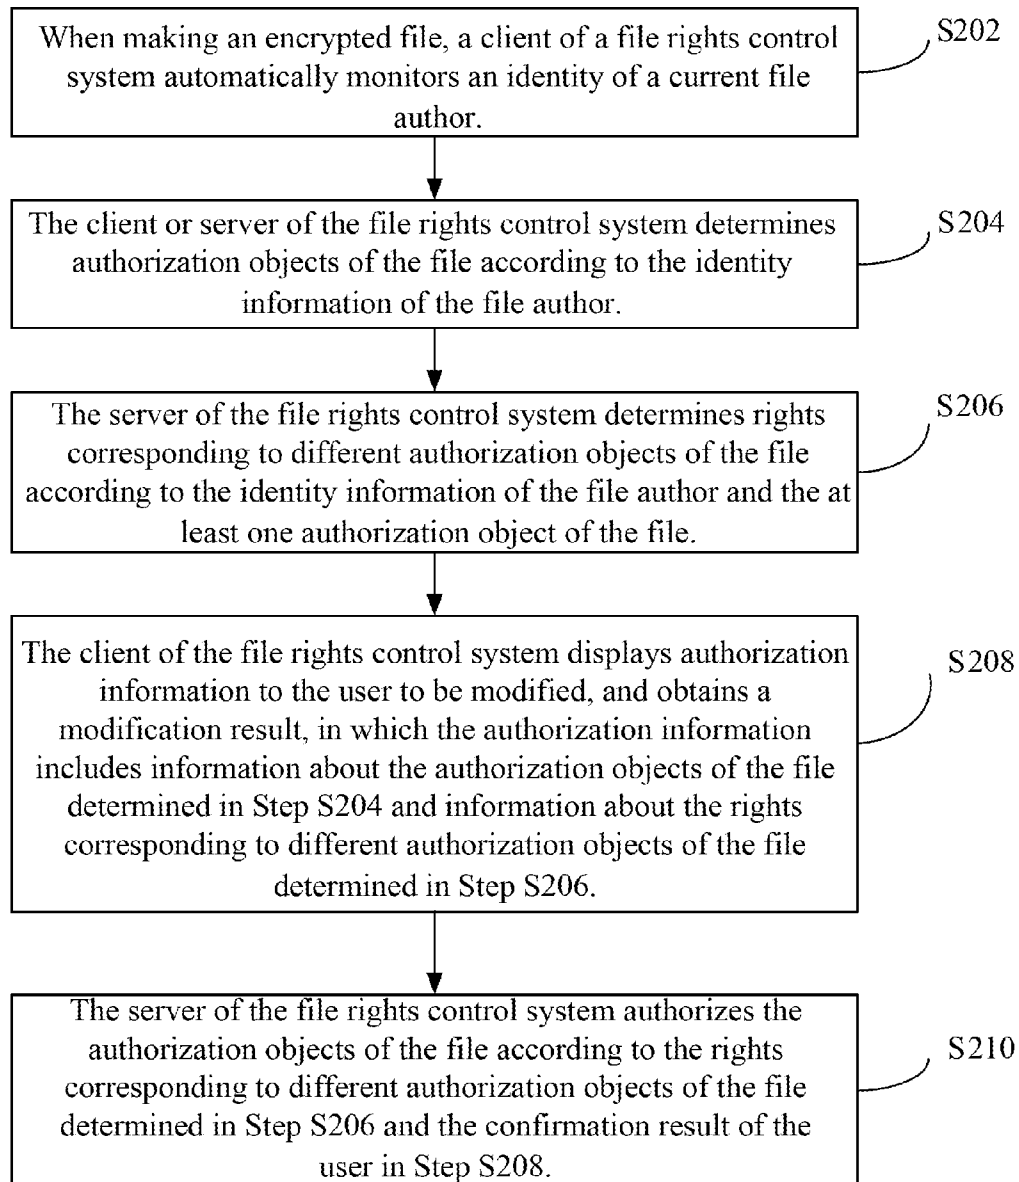 When making an encrypted file, a client of a file rights control
system automatically monitors an identity of a current file
author.
S202
The client or server of the file rights control system determines
authorization objects of the file according to the identity
information of the file author.
S204
The server of the file rights control system determines rights
corresponding to different authorization objects of the file
according to the identity information of the file author and the at
least one authorization object of the file.
S206
The client of the file rights control system displays authorization
information to the user to be modified, and obtains a
modification result, in which the authorization information
includes information about the authorization objects of the file
determined in Step S204 and information about the rights
corresponding to different authorization objects of the file
determined in Step S206.
S208
The server of the file rights control system authorizes the
authorization objects of the file according to the rights
corresponding to different authorization objects of the file
determined in Step S206 and the confirmation result of the
user in Step S208.
S210